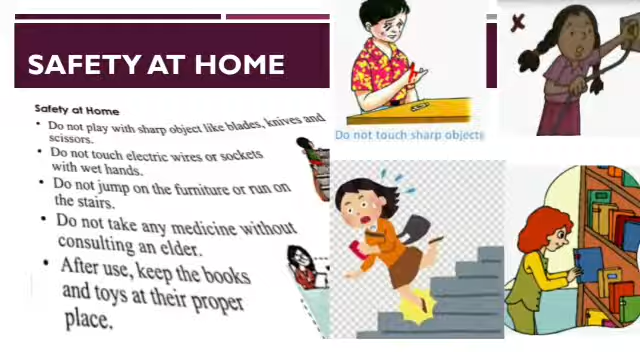 SAFETY AT HOME
Safety at Home
• Do not play with sharp object like blades, knives and
scissors.
• Do not touch electric wires or sockets
with wet hands.
• Do not jump on the furniture or run on
the stairs.
• Do not take any medicine without
consulting an elder.
• After use, keep the books
and toys at their proper
place.
Do not touch sharp objects